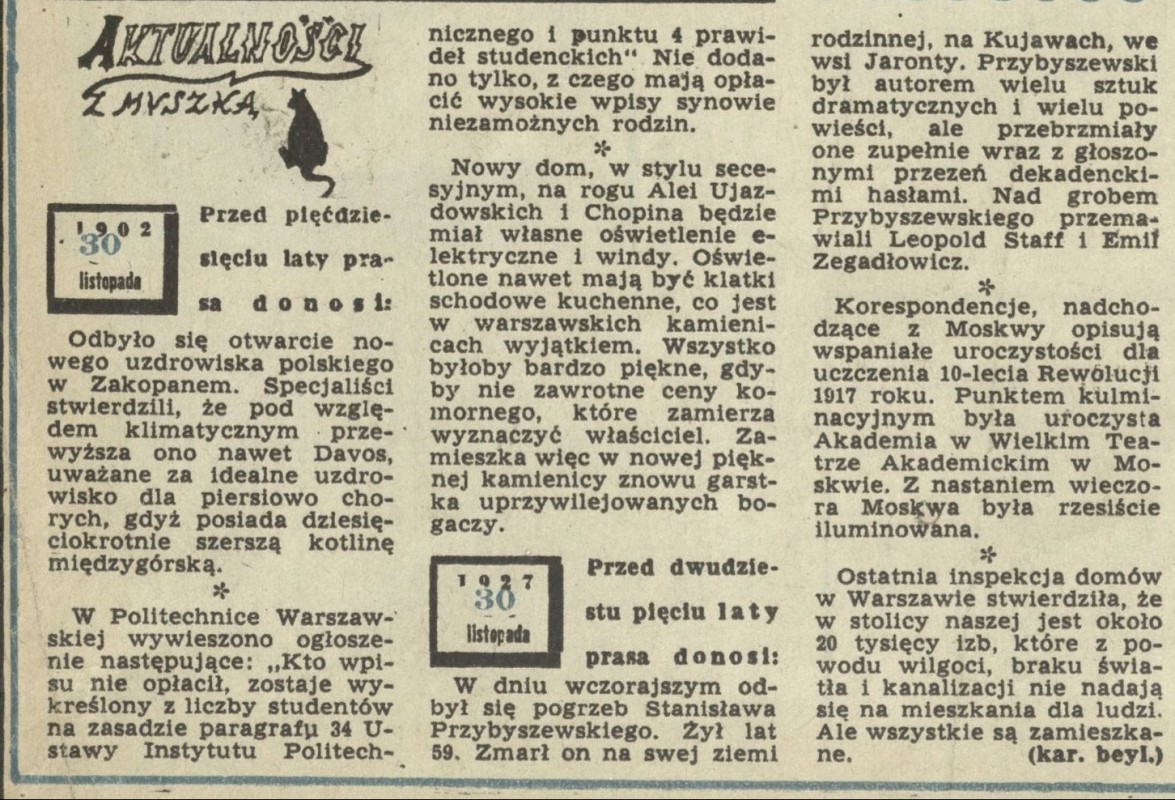 AKTUALNOŚCI
Z MYSZKĄ
1902
30
listopada
Przed pięćdzie-
sięciu laty pra-
sa donosi:
Odbyło się otwarcie no-
wego uzdrowiska polskiego
w Zakopanem. Specjaliści
stwierdzili, że pod wzglę-
dem klimatycznym prze-
wyższa ono nawet Davos,
uważane za idealne uzdro-
wisko dla piersiowo cho-
rych, gdyż posiada dziesię-
ciokrotnie szerszą kotlinę
międzygórską.
*
W Politechnice Warszaw-
skiej wywieszono ogłosze-
nie następujące: „Kto wpi-
su nie opłacił, zostaje wy-
kreślony z liczby studentów
na zasadzie paragrafu 34 U-
stawy Instytutu Politech-
nicznego i punktu 4 prawi-
deł studenckich" Nie doda-
no tylko, z czego mają opła-
cić wysokie wpisy synowie
niezamożnych rodzin.
*
Nowy dom, w stylu sece-
syjnym, na rogu Alei Ujaz-
dowskich i Chopina będzie
miał własne oświetlenie e-
lektryczne i windy. Oświe-
tlone nawet mają być klatki
schodowe kuchenne, co jest
w warszawskich kamieni-
cach wyjątkiem. Wszystko
byłoby bardzo piękne, gdy-
by nie zawrotne ceny ko-
mornego, które zamierza
wyznaczyć właściciel. Za-
mieszka więc w nowej pięk-
nej kamienicy znowu garst-
ka uprzywilejowanych bo-
gaczy.
1927
30
listopada
Przed dwudzie-
stu pięciu laty
prasa donosi:
W dniu wczorajszym od-
był się pogrzeb Stanisława
Przybyszewskiego. Żył lat
59. Zmarł on na swej ziemi
rodzinnej, na Kujawach, we
wsi Jaronty. Przybyszewski
był autorem wielu sztuk
dramatycznych i wielu po-
wieści, ale przebrzmiały
one zupełnie wraz z głoszo-
nymi przezeń dekadencki-
mi hasłami. Nad grobem
Przybyszewskiego przema-
wiali Leopold Staff i Emil
Zegadłowicz.
*
Korespondencje, nadcho-
dzące z Moskwy opisują
wspaniałe uroczystości dla
uczczenia 10-lecia Rewolucji
1917 roku. Punktem kulmi-
nacyjnym była uroczysta
Akademia w Wielkim Tea-
trze Akademickim w Mo-
skwie. Z nastaniem wieczo-
ra Moskwa była rzesiście
iluminowana.
*
Ostatnia inspekcja domów
w Warszawie stwierdziła, że
w stolicy naszej jest około
20 tysięcy izb, które z po-
wodu wilgoci, braku świa-
tła i kanalizacji nie nadają
się na mieszkania dla ludzi.
Ale wszystkie są zamieszka-
ne. (kar. beyl.)